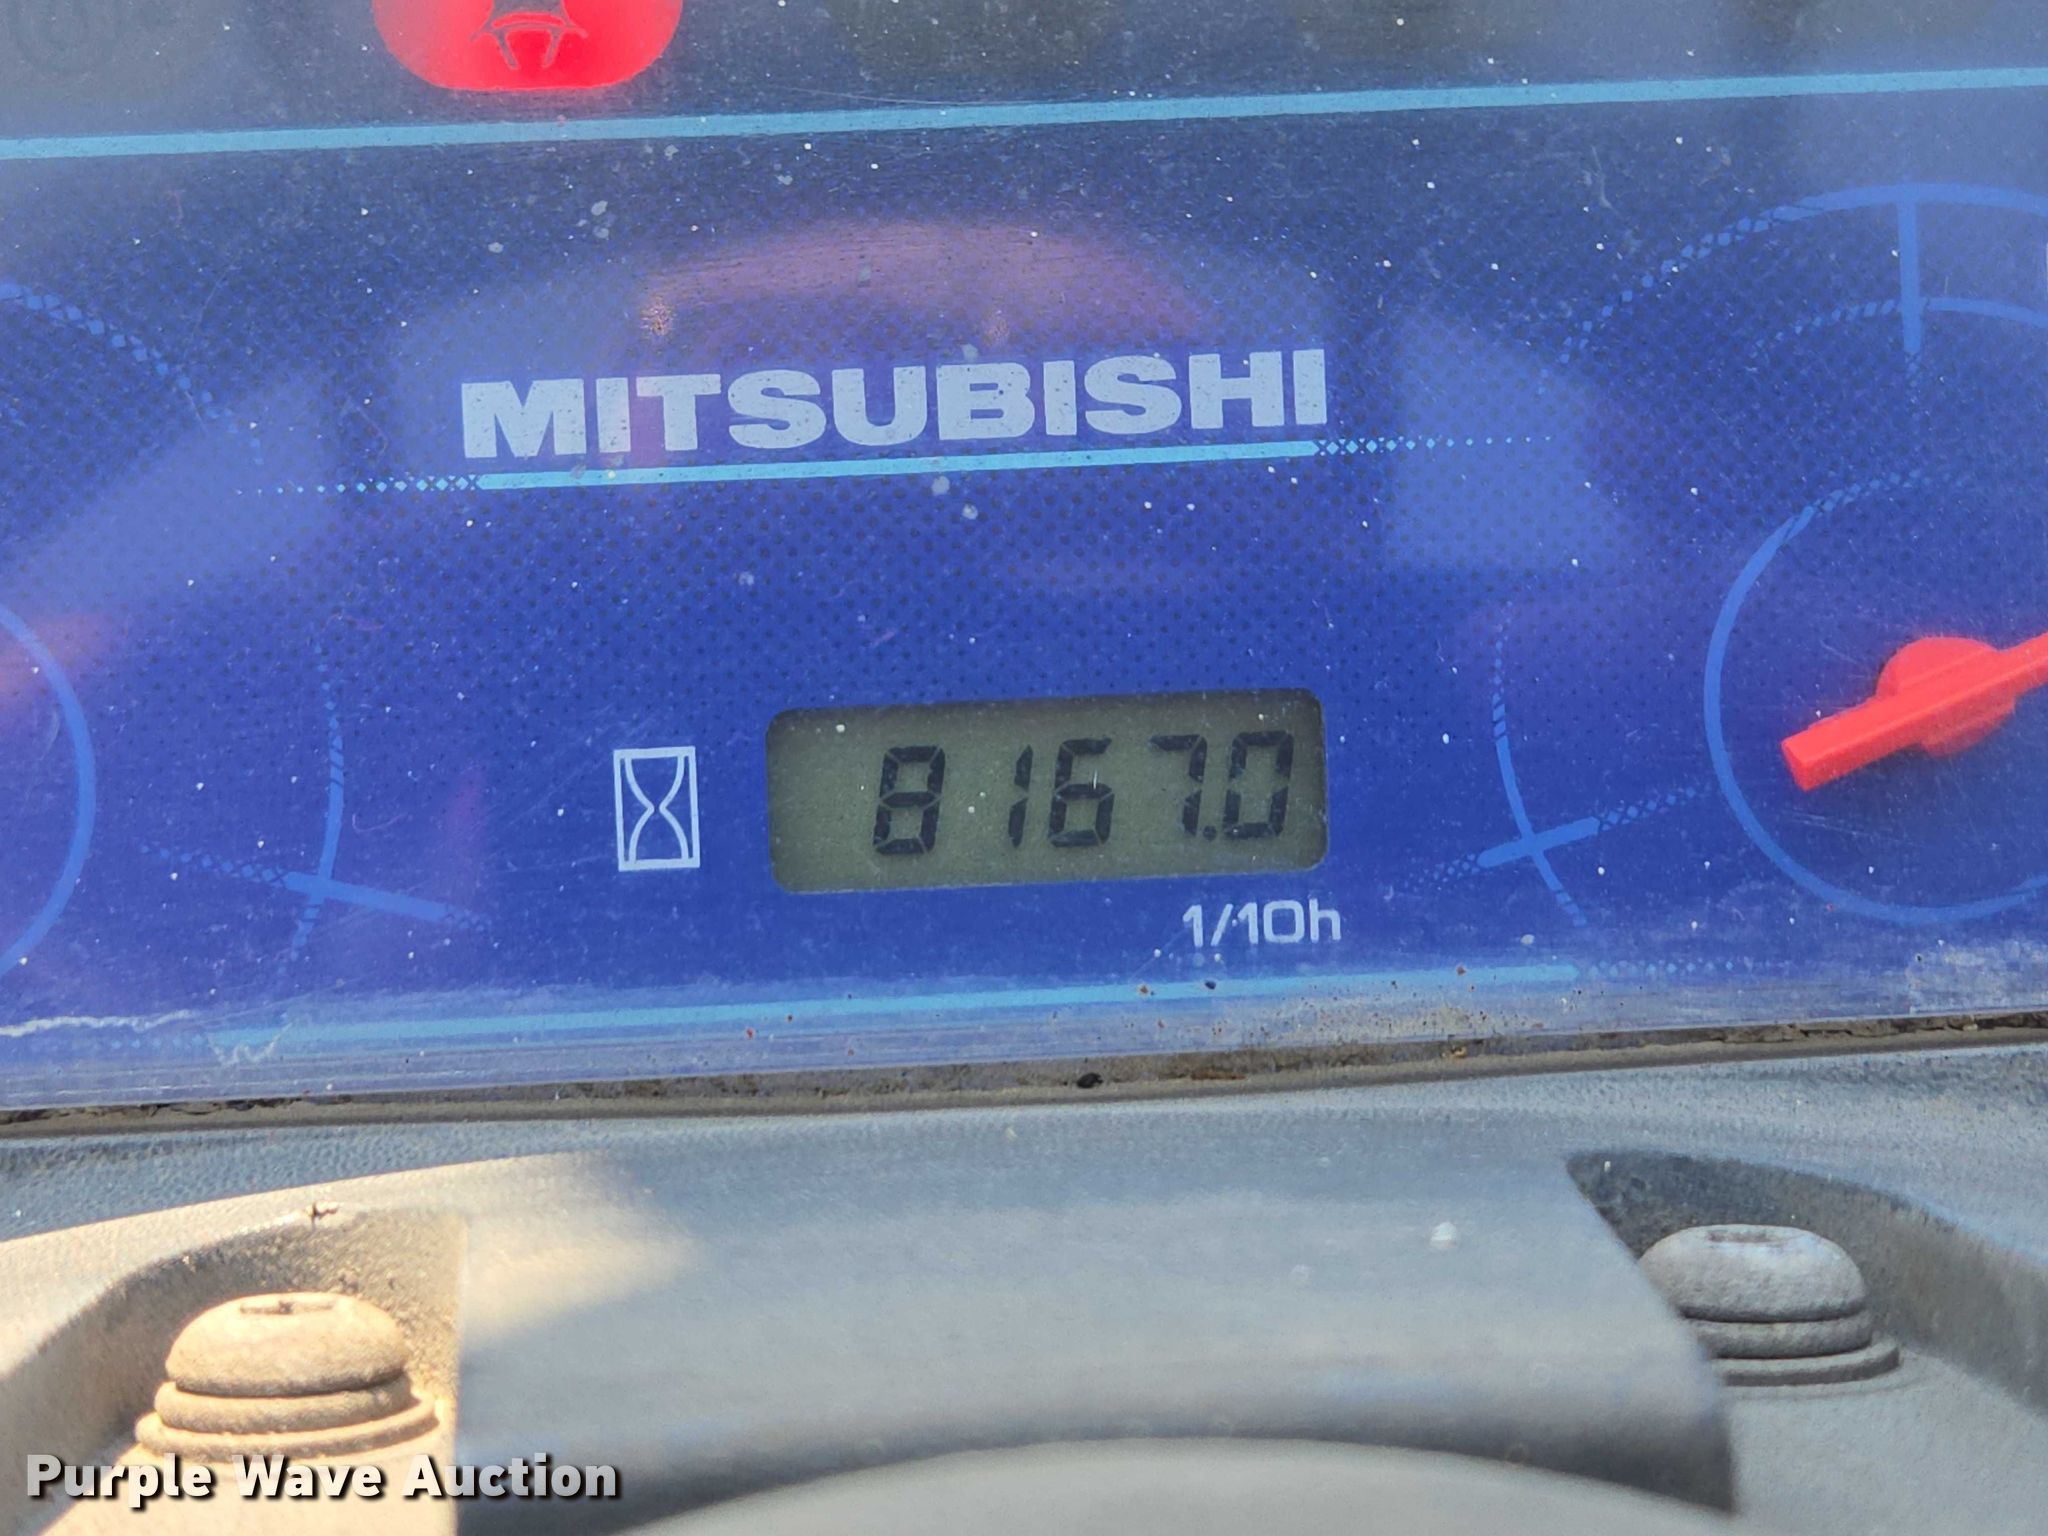 MITSUBISHI
8167.0
1/10h
Purple Wave Auction